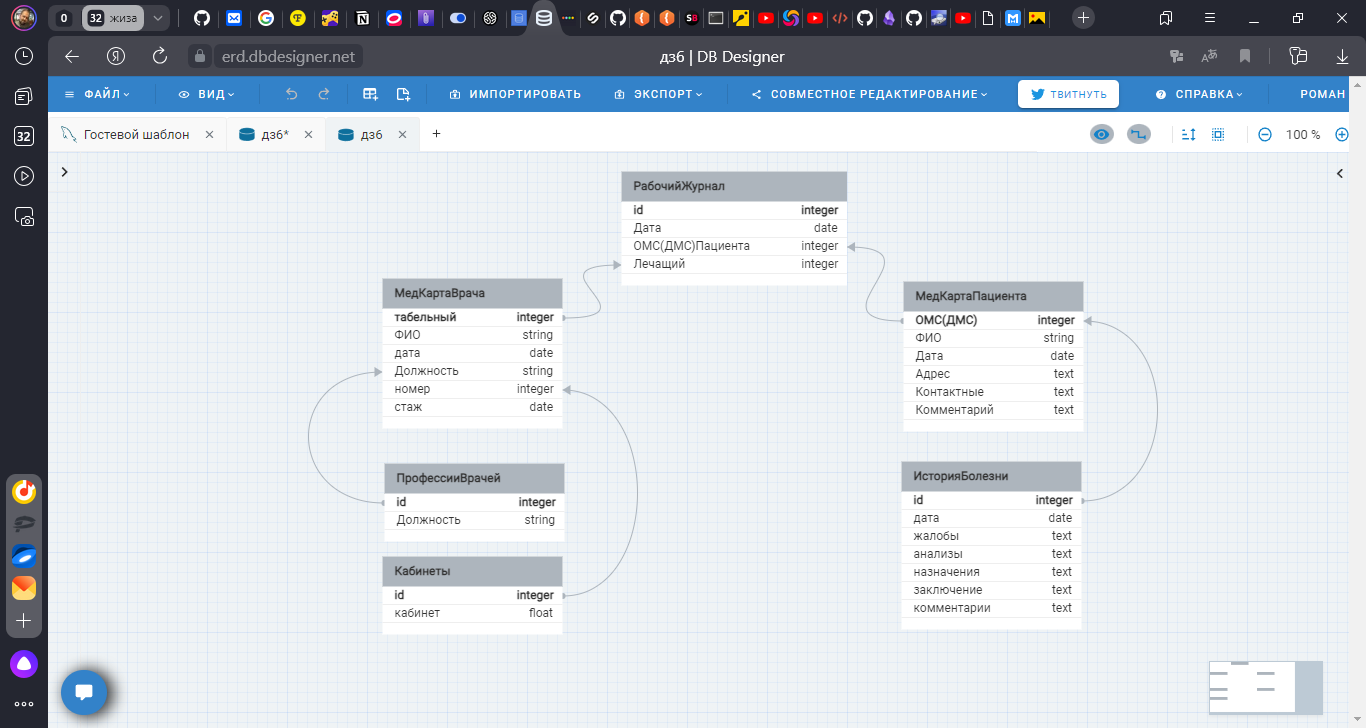 0 32 жиза
erd.dbdesigner.net дз6 | DB Designer
ФАЙЛ ВИД ИМПОРТИРОВАТЬ ЭКСПОРТ СОВМЕСТНОЕ РЕДАКТИРОВАНИЕ ТВИТНУТЬ СПРАВКА РОМАН
32
Гостевой шаблон дз6* дз6 100 %
РабочийЖурнал
id integer
Дата date
ОМС(ДМС)Пациента integer
Лечащий integer
МедКартаВрача
табельный integer
ФИО string
дата date
Должность string
номер integer
стаж date
МедКартаПациента
ОМС(ДМС) integer
ФИО string
Дата date
Адрес text
Контактные text
Комментарий text
ПрофессииВрачей
id integer
Должность string
ИсторияБолезни
id integer
дата date
жалобы text
анализы text
назначения text
заключение text
комментарии text
Кабинеты
id integer
кабинет float